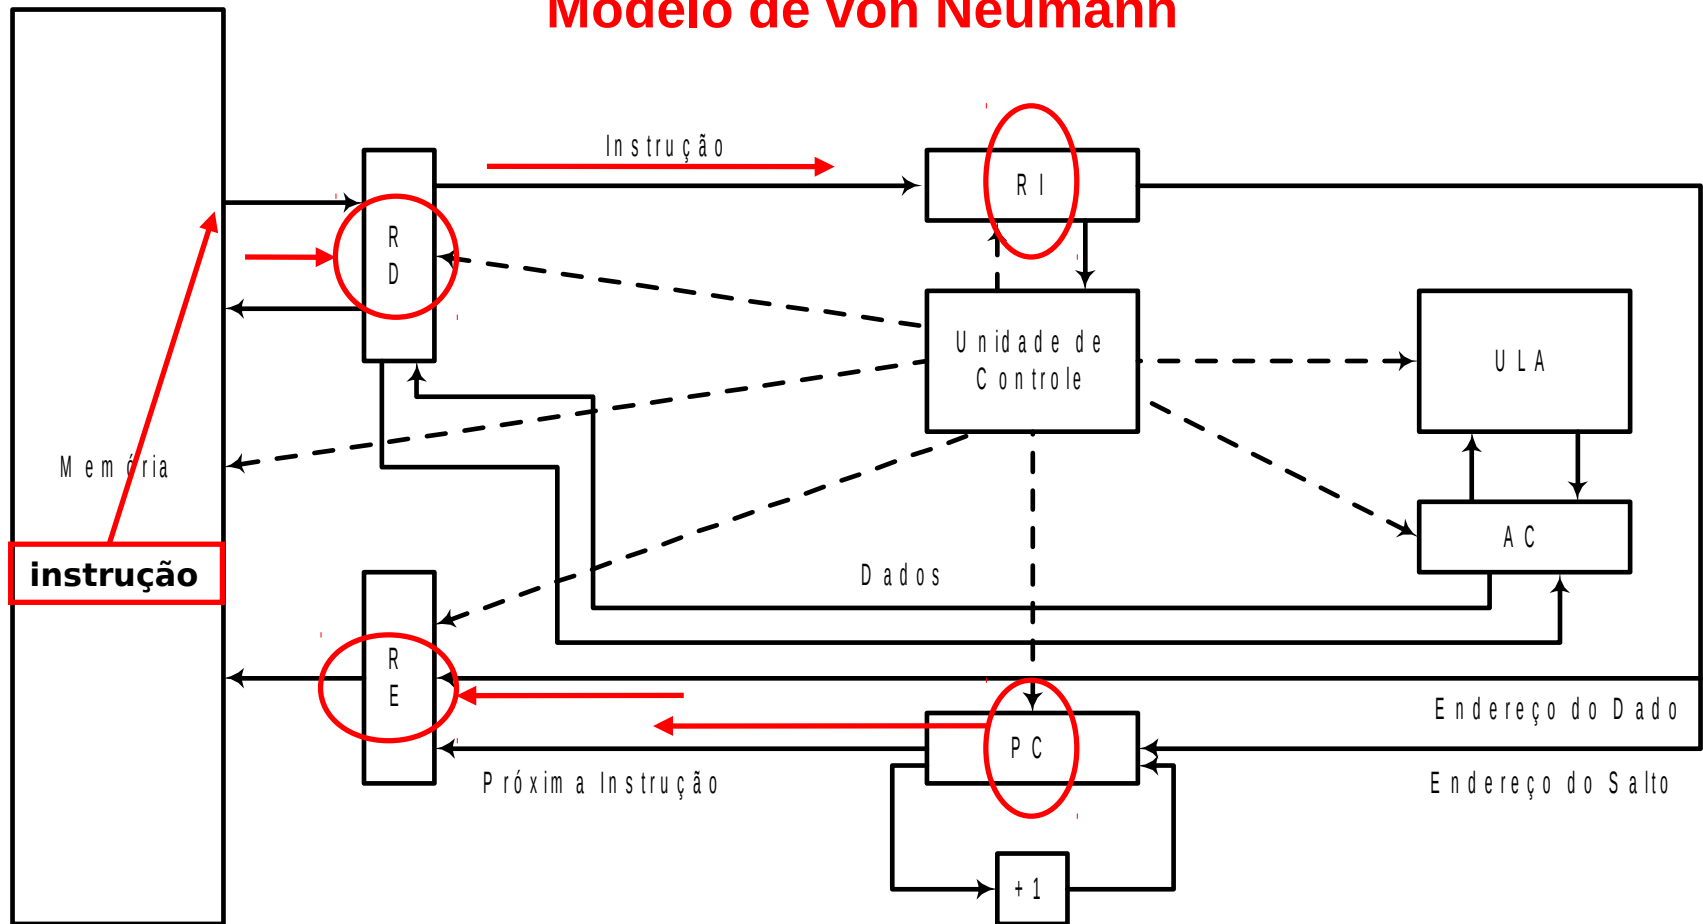 Modelo de von Neumann
Instrução
RI
R
D
Unidade de
Controle
ULA
Memória
AC
instrução
Dados
R
E
Endereço do Dado
PC
Próxima Instrução
Endereço do Salto
+1